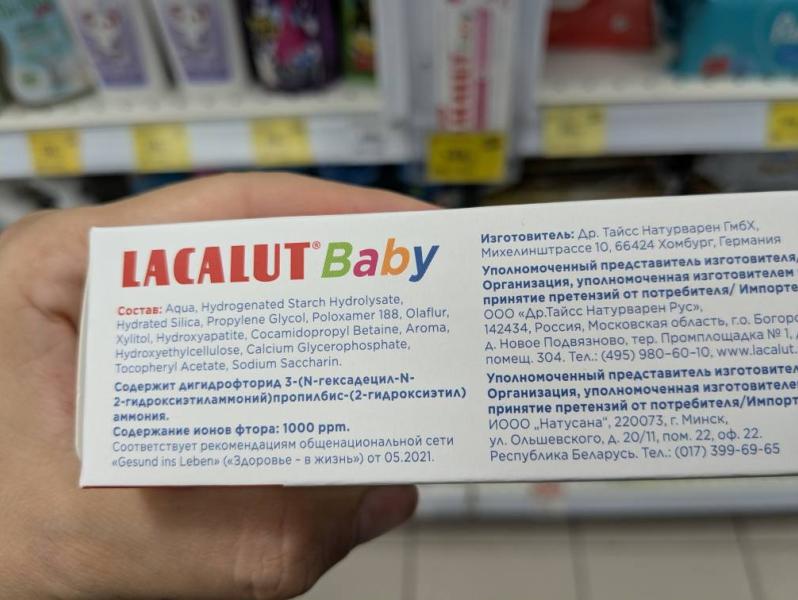 LACALUT® Baby
Состав: Aqua, Hydrogenated Starch Hydrolysate,
Hydrated Silica, Propylene Glycol, Poloxamer 188, Olaflur,
Xylitol, Hydroxyapatite, Cocamidopropyl Betaine, Aroma,
Hydroxyethylcellulose, Calcium Glycerophosphate,
Tocopheryl Acetate, Sodium Saccharin.
Содержит дигидрофторид 3-(N-гексадецил-N-
2-гидроксиэтиламмоний)пропилбис-(2-гидроксиэтил)
аммония.
Содержание ионов фтора: 1000 ppm.
Соответствует рекомендациям общенациональной сети
«Gesund ins Leben» («Здоровье – в жизнь») от 05.2021.
Изготовитель: Др. Тайсс Натурварен ГмбХ,
Михелинштрассе 10, 66424 Хомбург, Германия
Уполномоченный представитель изготовителя/
Организация, уполномоченная изготовителем
принятие претензий от потребителя/ Импорте
ООО «Др.Тайсс Натурварен Рус»,
142434, Россия, Московская область, г.о. Богоро
д. Новое Подвязново, тер. Промплощадка № 1, д
помещ. 304. Тел.: (495) 980–60–10, www.lacalut.
Уполномоченный представитель изготовител
Организация, уполномоченная изготовителе
принятие претензий от потребителя/Импорт
ИООО „Натусана", 220073, г. Минск,
ул. Ольшевского, д. 20/11, пом. 22, оф. 22.
Республика Беларусь. Тел.: (017) 399-69-65